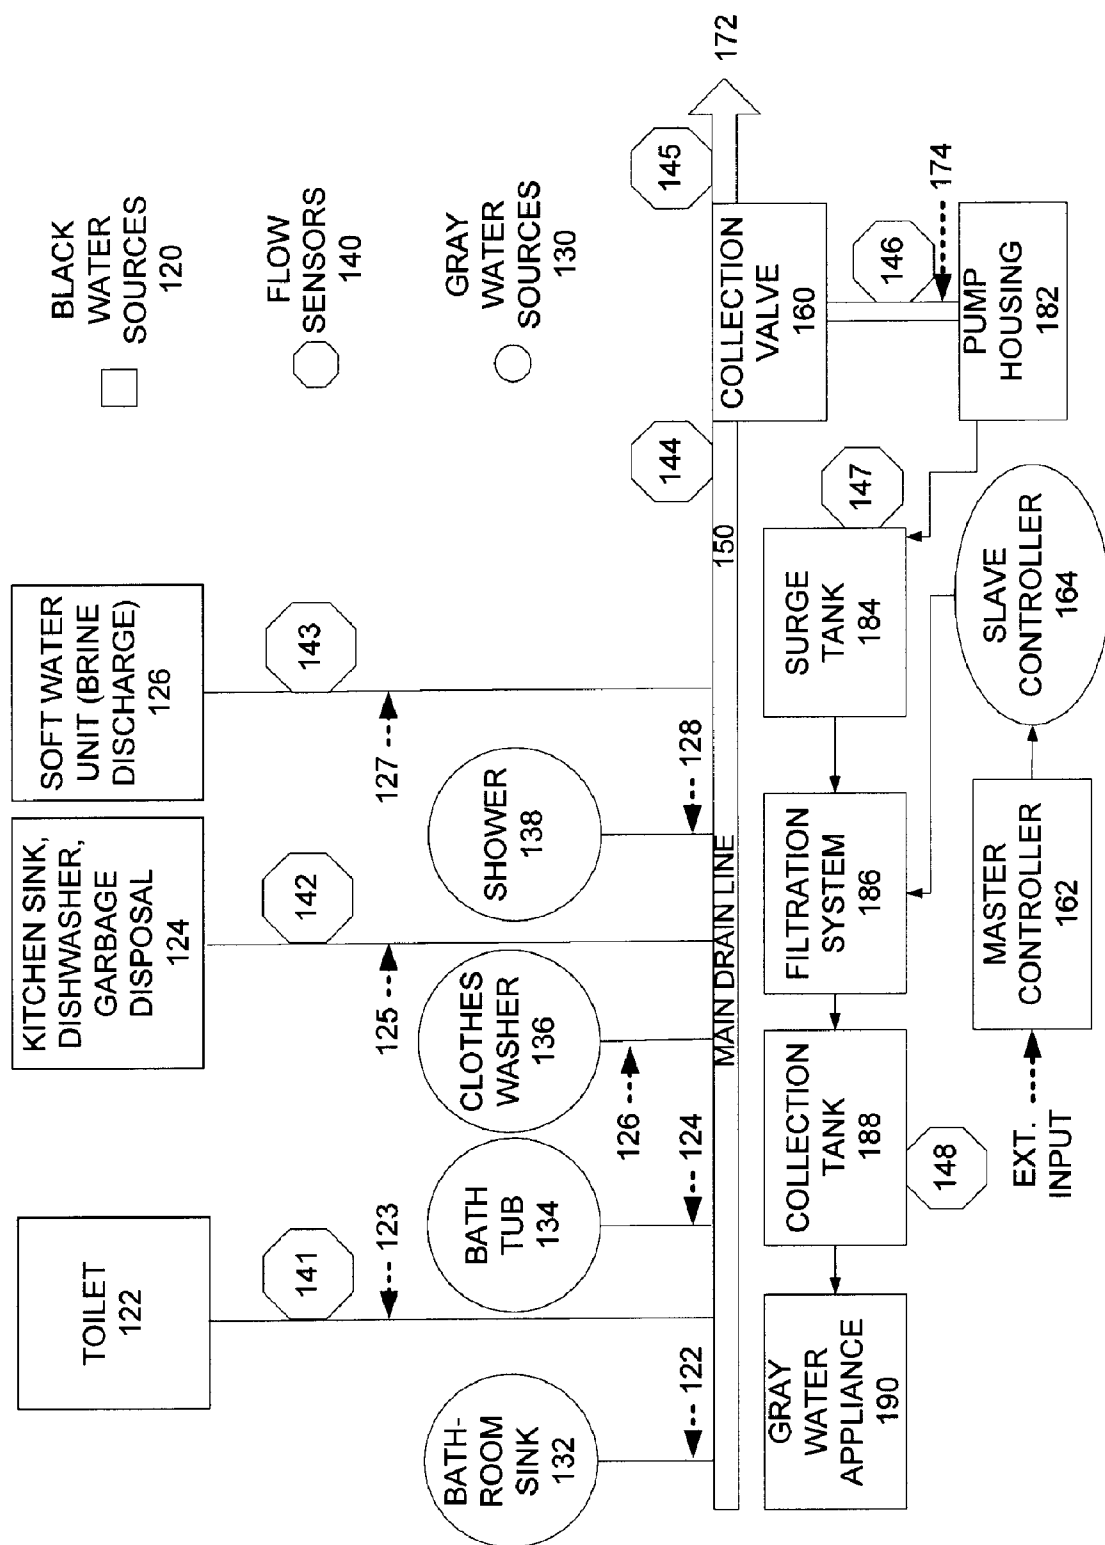 TOILET
122
KITCHEN SINK,
DISHWASHER,
GARBAGE
DISPOSAL
124
SOFT WATER
UNIT (BRINE
DISCHARGE)
126
BLACK
WATER
SOURCES
120
141
142
143
FLOW
SENSORS
140
123
125
127
BATH-
ROOM
SINK
132
BATH
TUB
134
CLOTHES
WASHER
136
SHOWER
138
GRAY
WATER
SOURCES
130
126
122
124
128
144
145
MAIN DRAIN LINE
150
172
COLLECTION
VALVE
160
GRAY
WATER
APPLIANCE
190
COLLECTION
TANK
188
FILTRATION
SYSTEM
186
SURGE
TANK
184
147
146
174
148
PUMP
HOUSING
182
EXT.
INPUT
MASTER
CONTROLLER
162
SLAVE
CONTROLLER
164